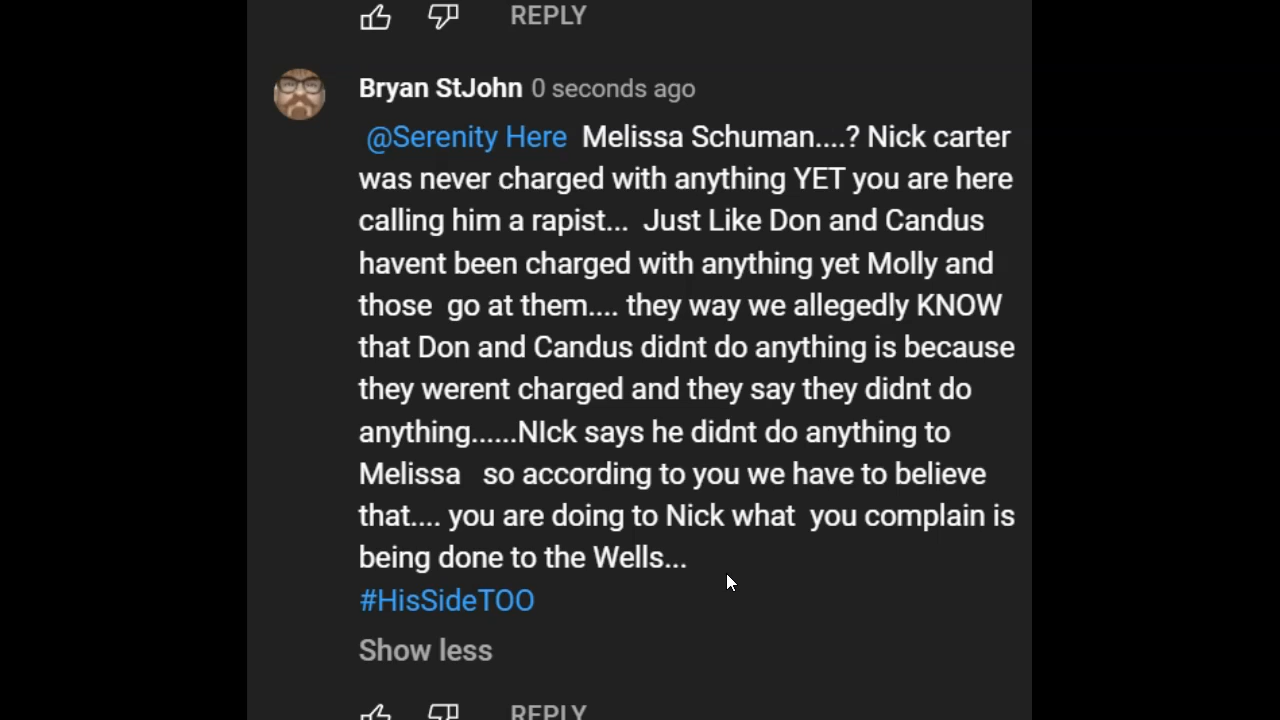 REPLY
Bryan StJohn 0 seconds ago
@Serenity Here Melissa Schuman....? Nick carter
was never charged with anything YET you are here
calling him a rapist... Just Like Don and Candus
havent been charged with anything yet Molly and
those go at them.... they way we allegedly KNOW
that Don and Candus didnt do anything is because
they werent charged and they say they didnt do
anything......NIck says he didnt do anything to
Melissa so according to you we have to believe
that.... you are doing to Nick what you complain is
being done to the Wells...
#HisSideTOO
Show less
REPLY